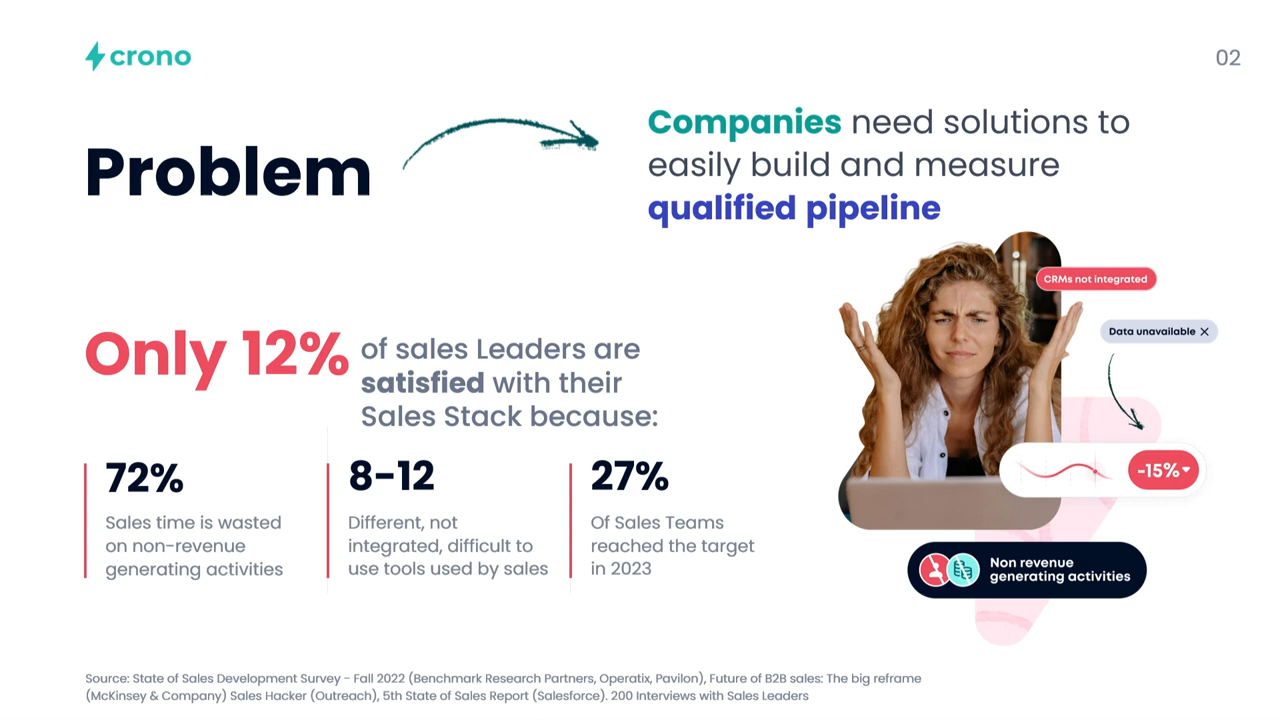 crono
02
Problem
Companies need solutions to
easily build and measure
qualified pipeline
Only 12%
of sales Leaders are
satisfied with their
Sales Stack because:
72%
Sales time is wasted
on non-revenue
generating activities
8-12
Different, not
integrated, difficult to
use tools used by sales
27%
Of Sales Teams
reached the target
in 2023
CRMs not integrated
Data unavailable
-15%
Non revenue
generating activities
Source: State of Sales Development Survey - Fall 2022 (Benchmark Research Partners, Operatix, Pavilon), Future of B2B sales: The big reframe
(McKinsey & Company) Sales Hacker (Outreach), 5th State of Sales Report (Salesforce). 200 Interviews with Sales Leaders